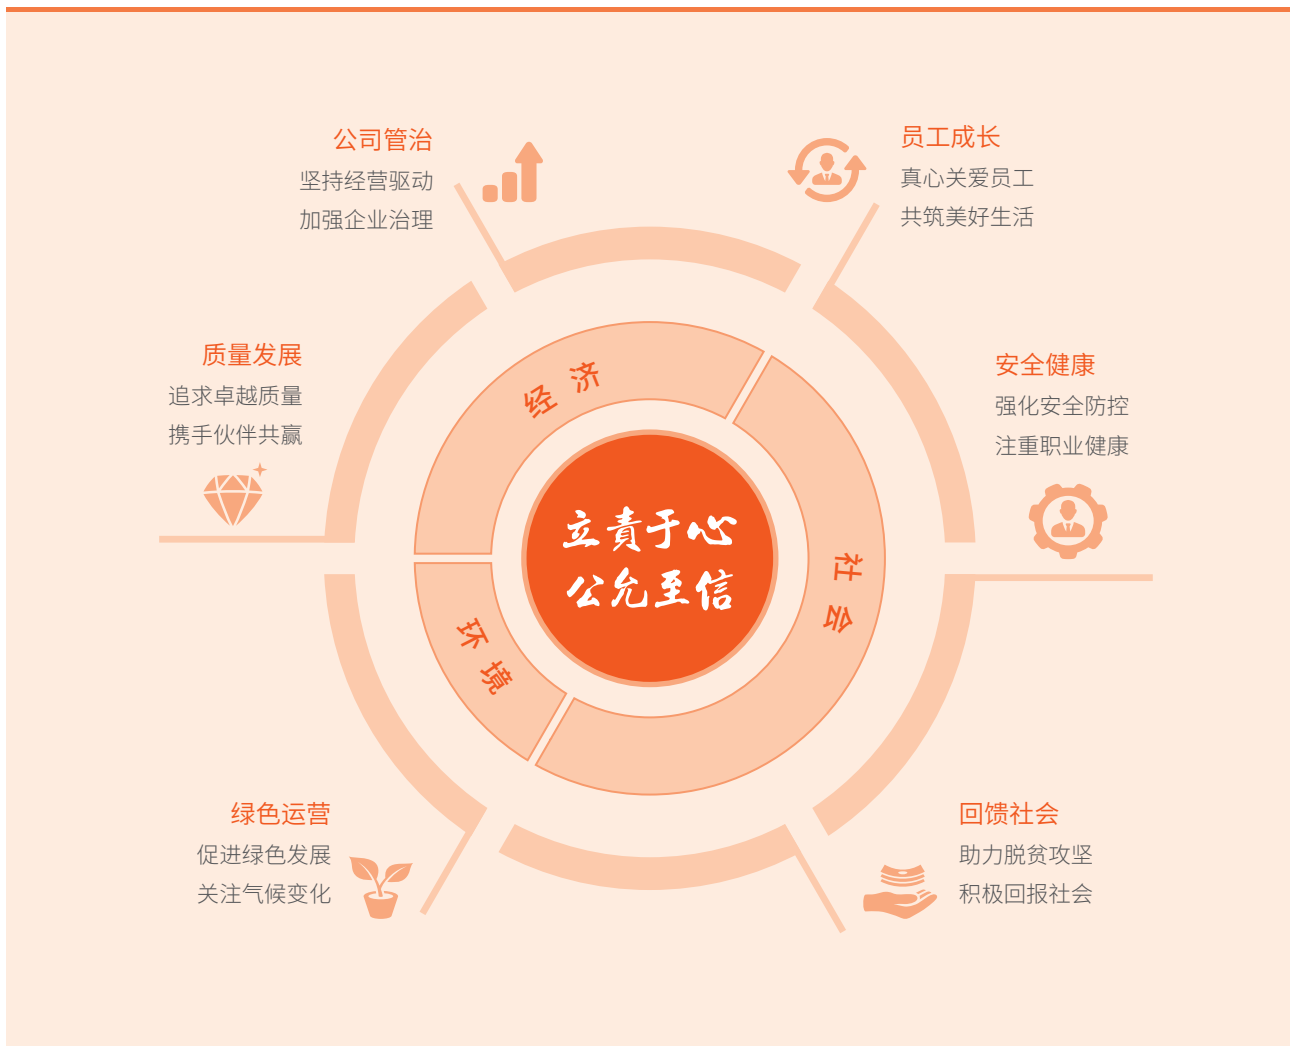 公司管治
坚持经营驱动
加强企业治理
员工成长
真心关爱员工
共筑美好生活
质量发展
追求卓越质量
携手伙伴共赢
安全健康
强化安全防控
注重职业健康
经济
立責于心
公允至信
社会
环境
绿色运营
促进绿色发展
关注气候变化
回馈社会
助力脱贫攻坚
积极回报社会